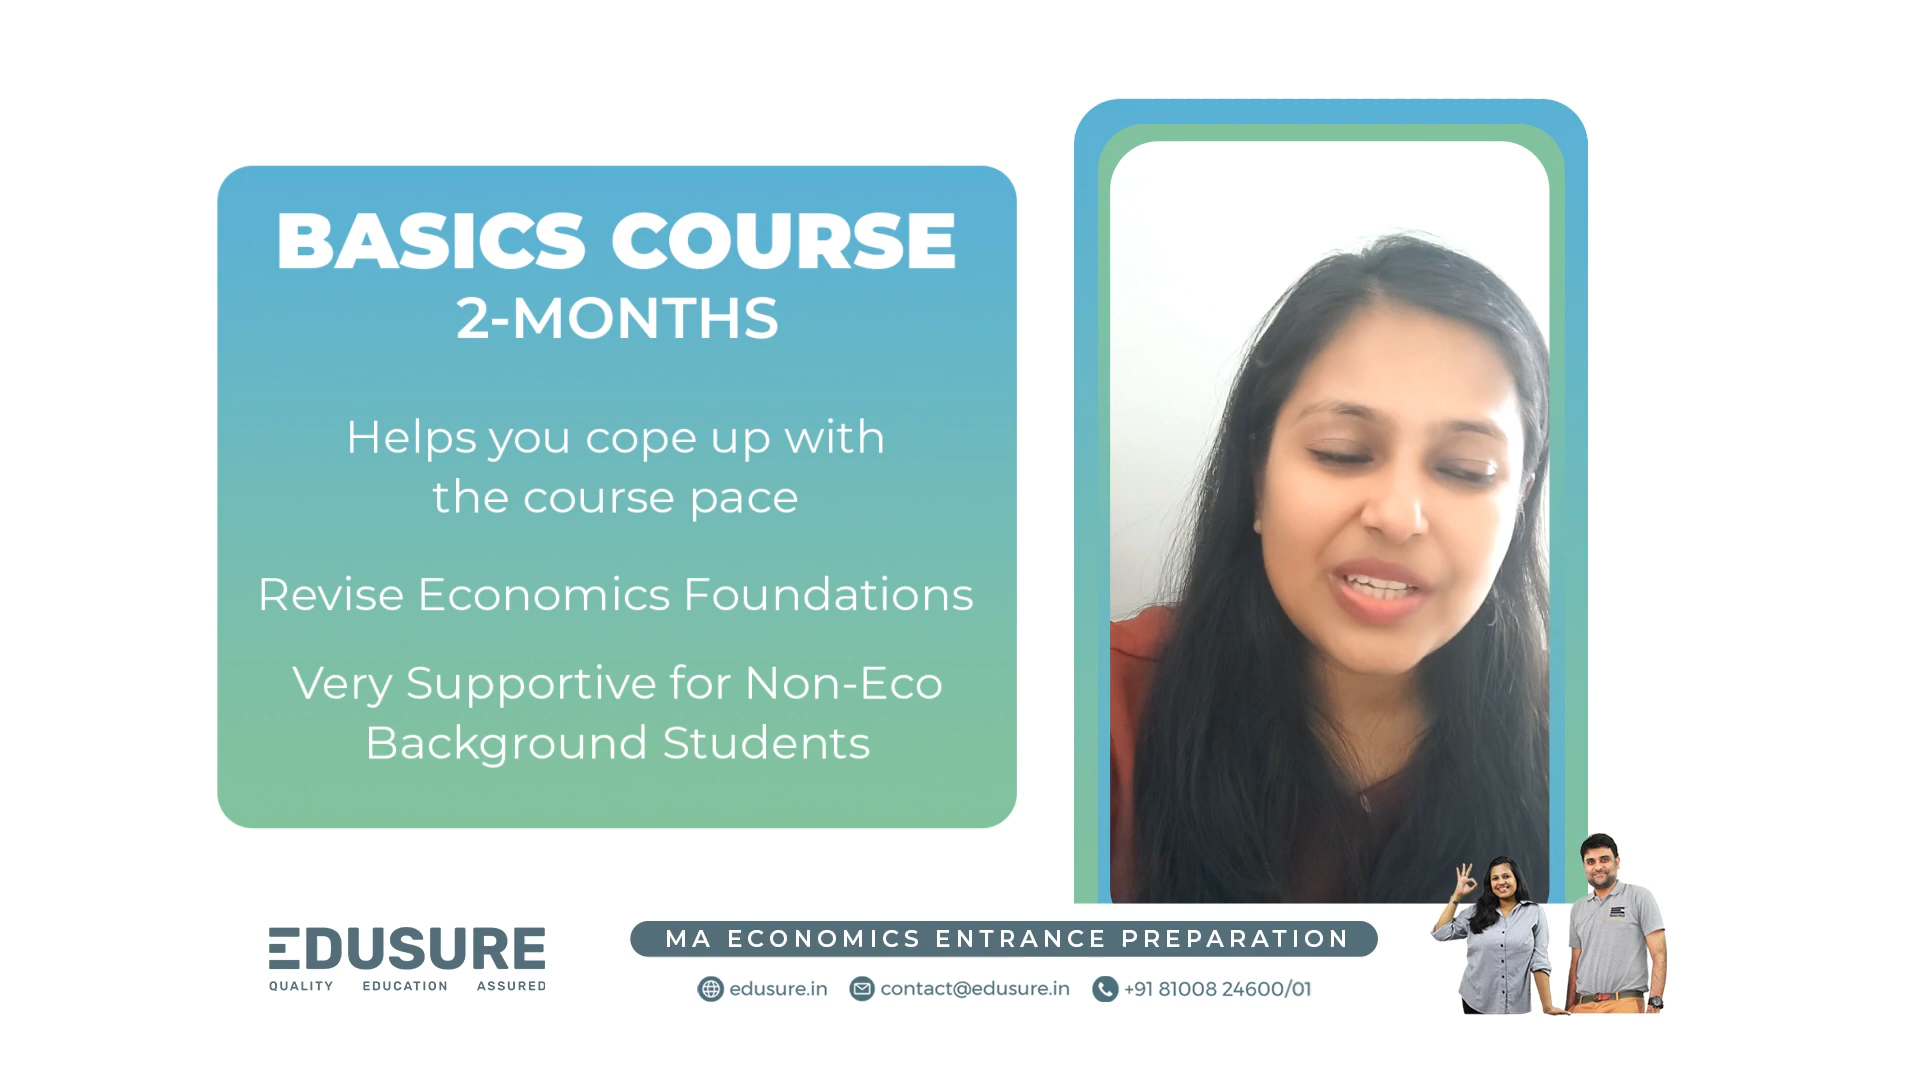 BASICS COURSE
2-MONTHS
Helps you cope up with
the course pace
Revise Economics Foundations
Very Supportive for Non-Eco
Background Students
EDUSURE
QUALITY EDUCATION ASSURED
MA ECONOMICS ENTRANCE PREPARATION
edusure.in contact@edusure.in +91 81008 24600/01